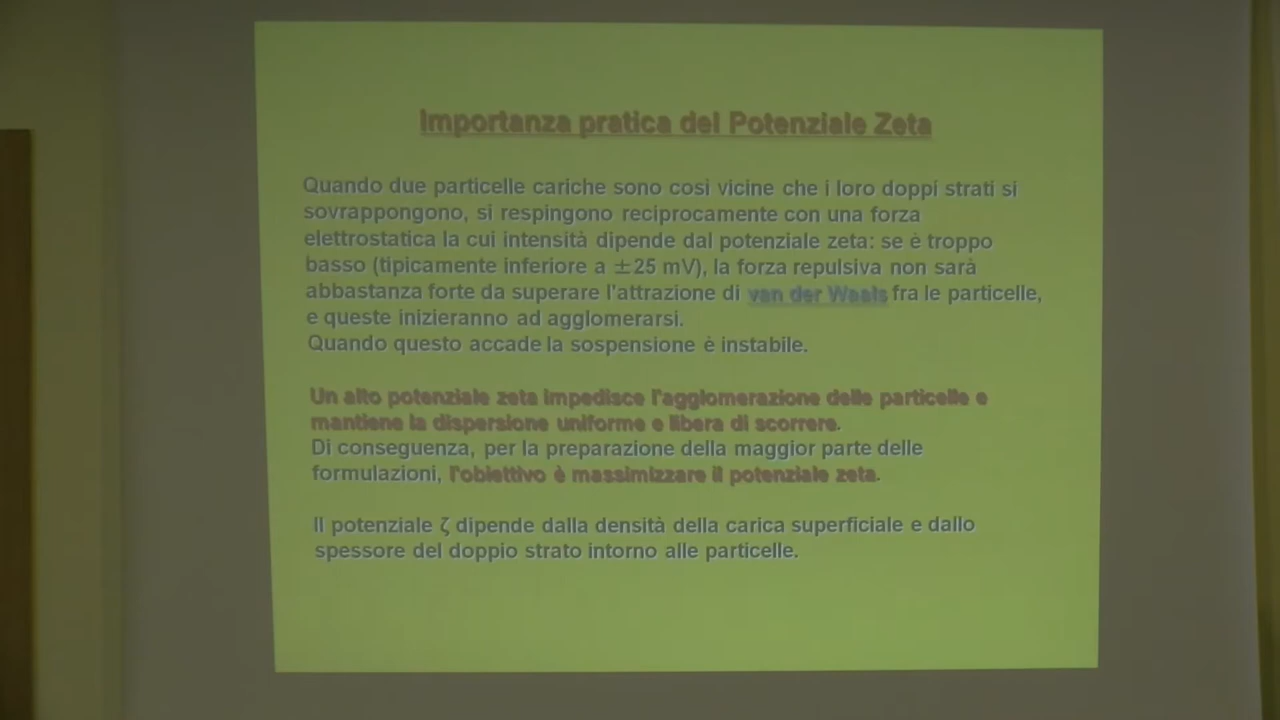 Importanza pratica del Potenziale Zeta
Quando due particelle cariche sono così vicine che i loro doppi strati si
sovrappongono, si respingono reciprocamente con una forza
elettrostatica la cui intensità dipende dal potenziale zeta: se è troppo
basso (tipicamente inferiore a ±25 mV), la forza repulsiva non sarà
abbastanza forte da superare l'attrazione di van der Waals fra le particelle,
e queste inizieranno ad agglomerarsi.
Quando questo accade la sospensione è instabile.
Un alto potenziale zeta impedisce l'agglomerazione delle particelle e
mantiene la dispersione uniforme e libera di scorrere.
Di conseguenza, per la preparazione della maggior parte delle
formulazioni, l'obiettivo è massimizzare il potenziale zeta.
Il potenziale ζ dipende dalla densità della carica superficiale e dallo
spessore del doppio strato intorno alle particelle.